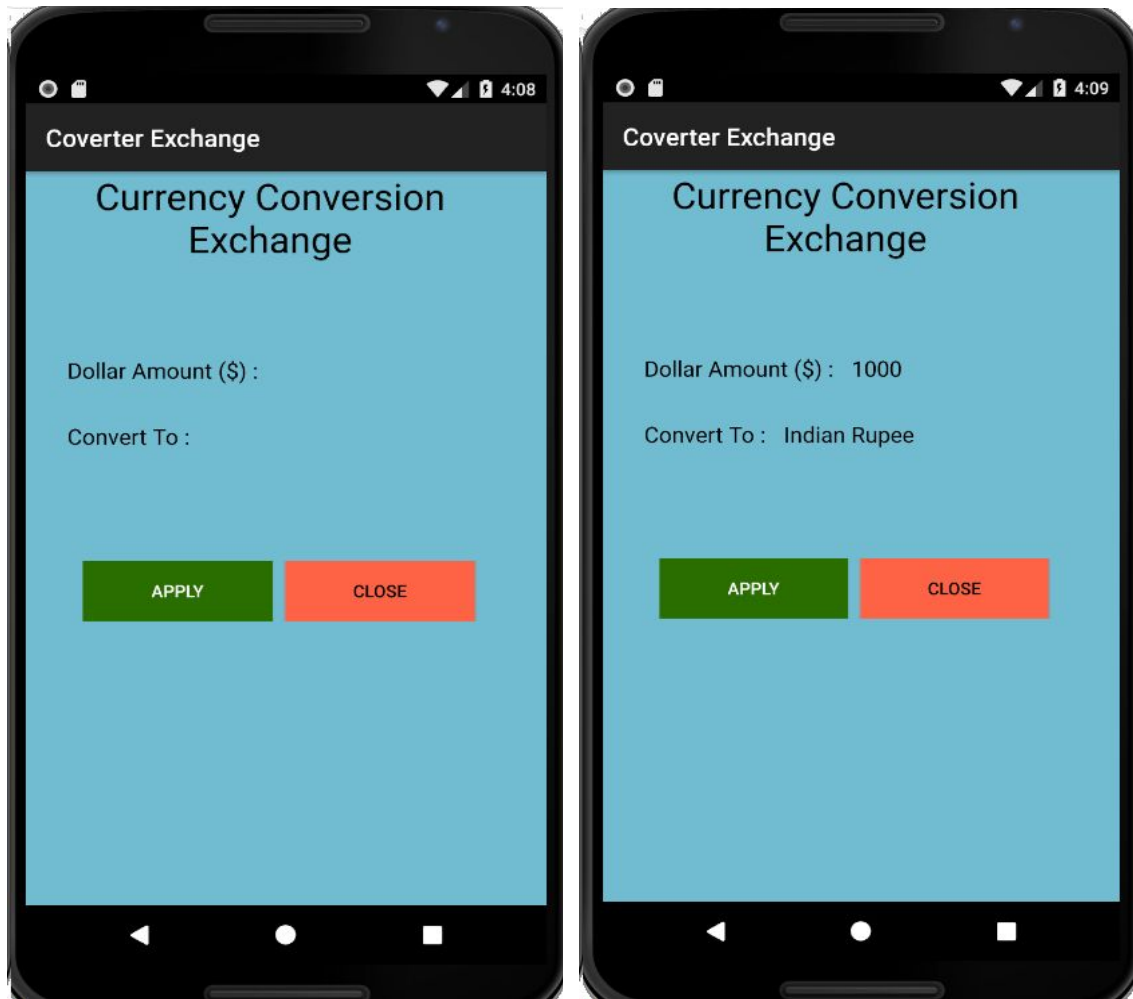 4:08
Coverter Exchange
Currency Conversion
Exchange
Dollar Amount ($) :
Convert To :
APPLY CLOSE
4:09
Coverter Exchange
Currency Conversion
Exchange
Dollar Amount ($) : 1000
Convert To : Indian Rupee
APPLY CLOSE